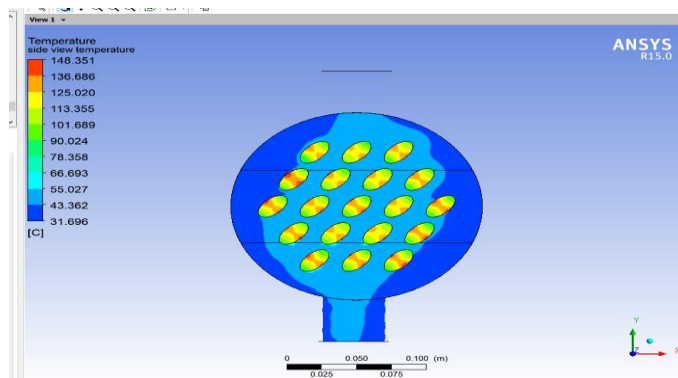 View 1
Temperature
side view temperature
148.351
136.686
125.020
113.355
101.689
90.024
78.358
66.693
55.027
43.362
31.696
[C]
ANSYS
R15.0
0 0.050 0.100 (m)
0.025 0.075
Y
Z X